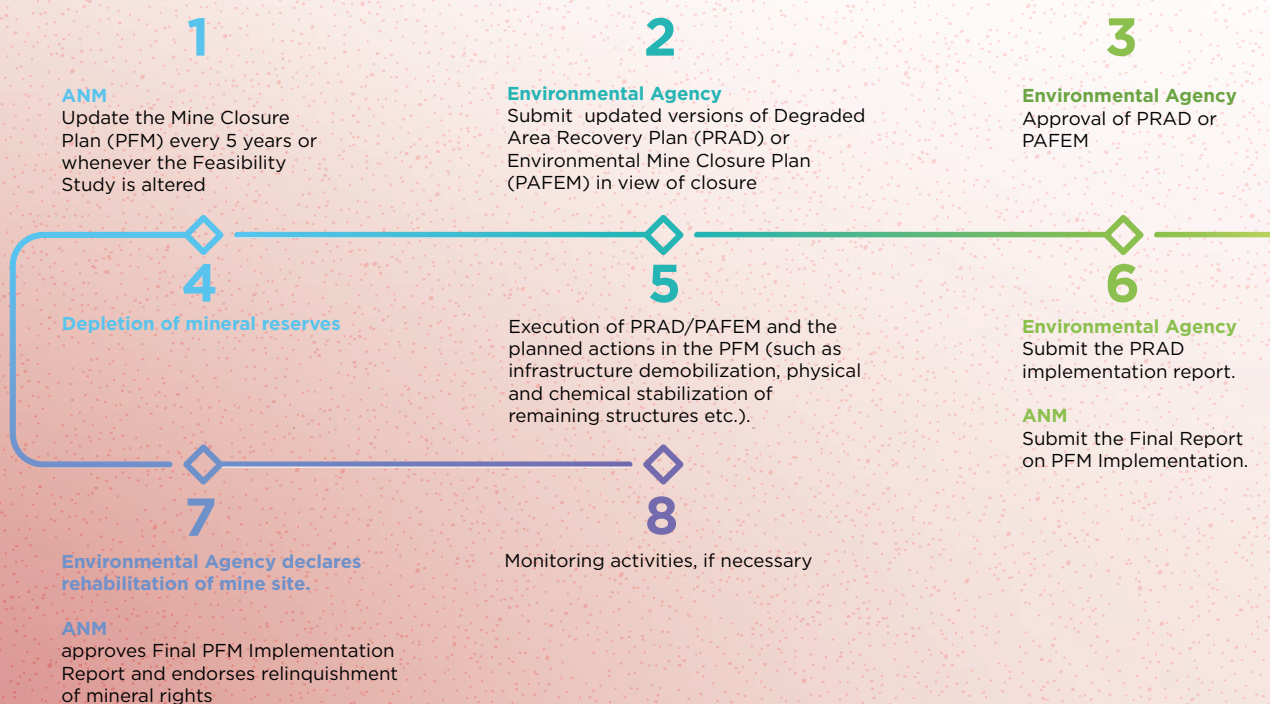 1
ANM
Update the Mine Closure
Plan (PFM) every 5 years or
whenever the Feasibility
Study is altered
2
Environmental Agency
Submit updated versions of Degraded
Area Recovery Plan (PRAD) or
Environmental Mine Closure Plan
(PAFEM) in view of closure
3
Environmental Agency
Approval of PRAD or
PAFEM
4
Depletion of mineral reserves
5
Execution of PRAD/PAFEM and the
planned actions in the PFM (such as
infrastructure demobilization, physical
and chemical stabilization of
remaining structures etc.).
6
Environmental Agency
Submit the PRAD
implementation report.
ANM
Submit the Final Report
on PFM Implementation.
7
Environmental Agency declares
rehabilitation of mine site.
ANM
approves Final PFM Implementation
Report and endorses relinquishment
of mineral rights
8
Monitoring activities, if necessary